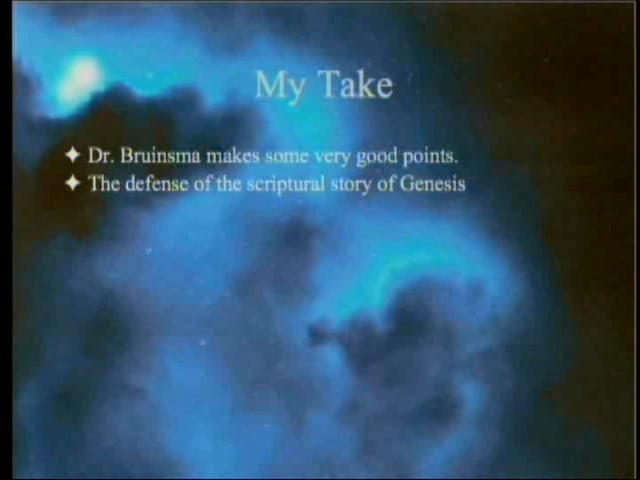 My Take
Dr. Bruinsma makes some very good points.
The defense of the scriptural story of Genesis